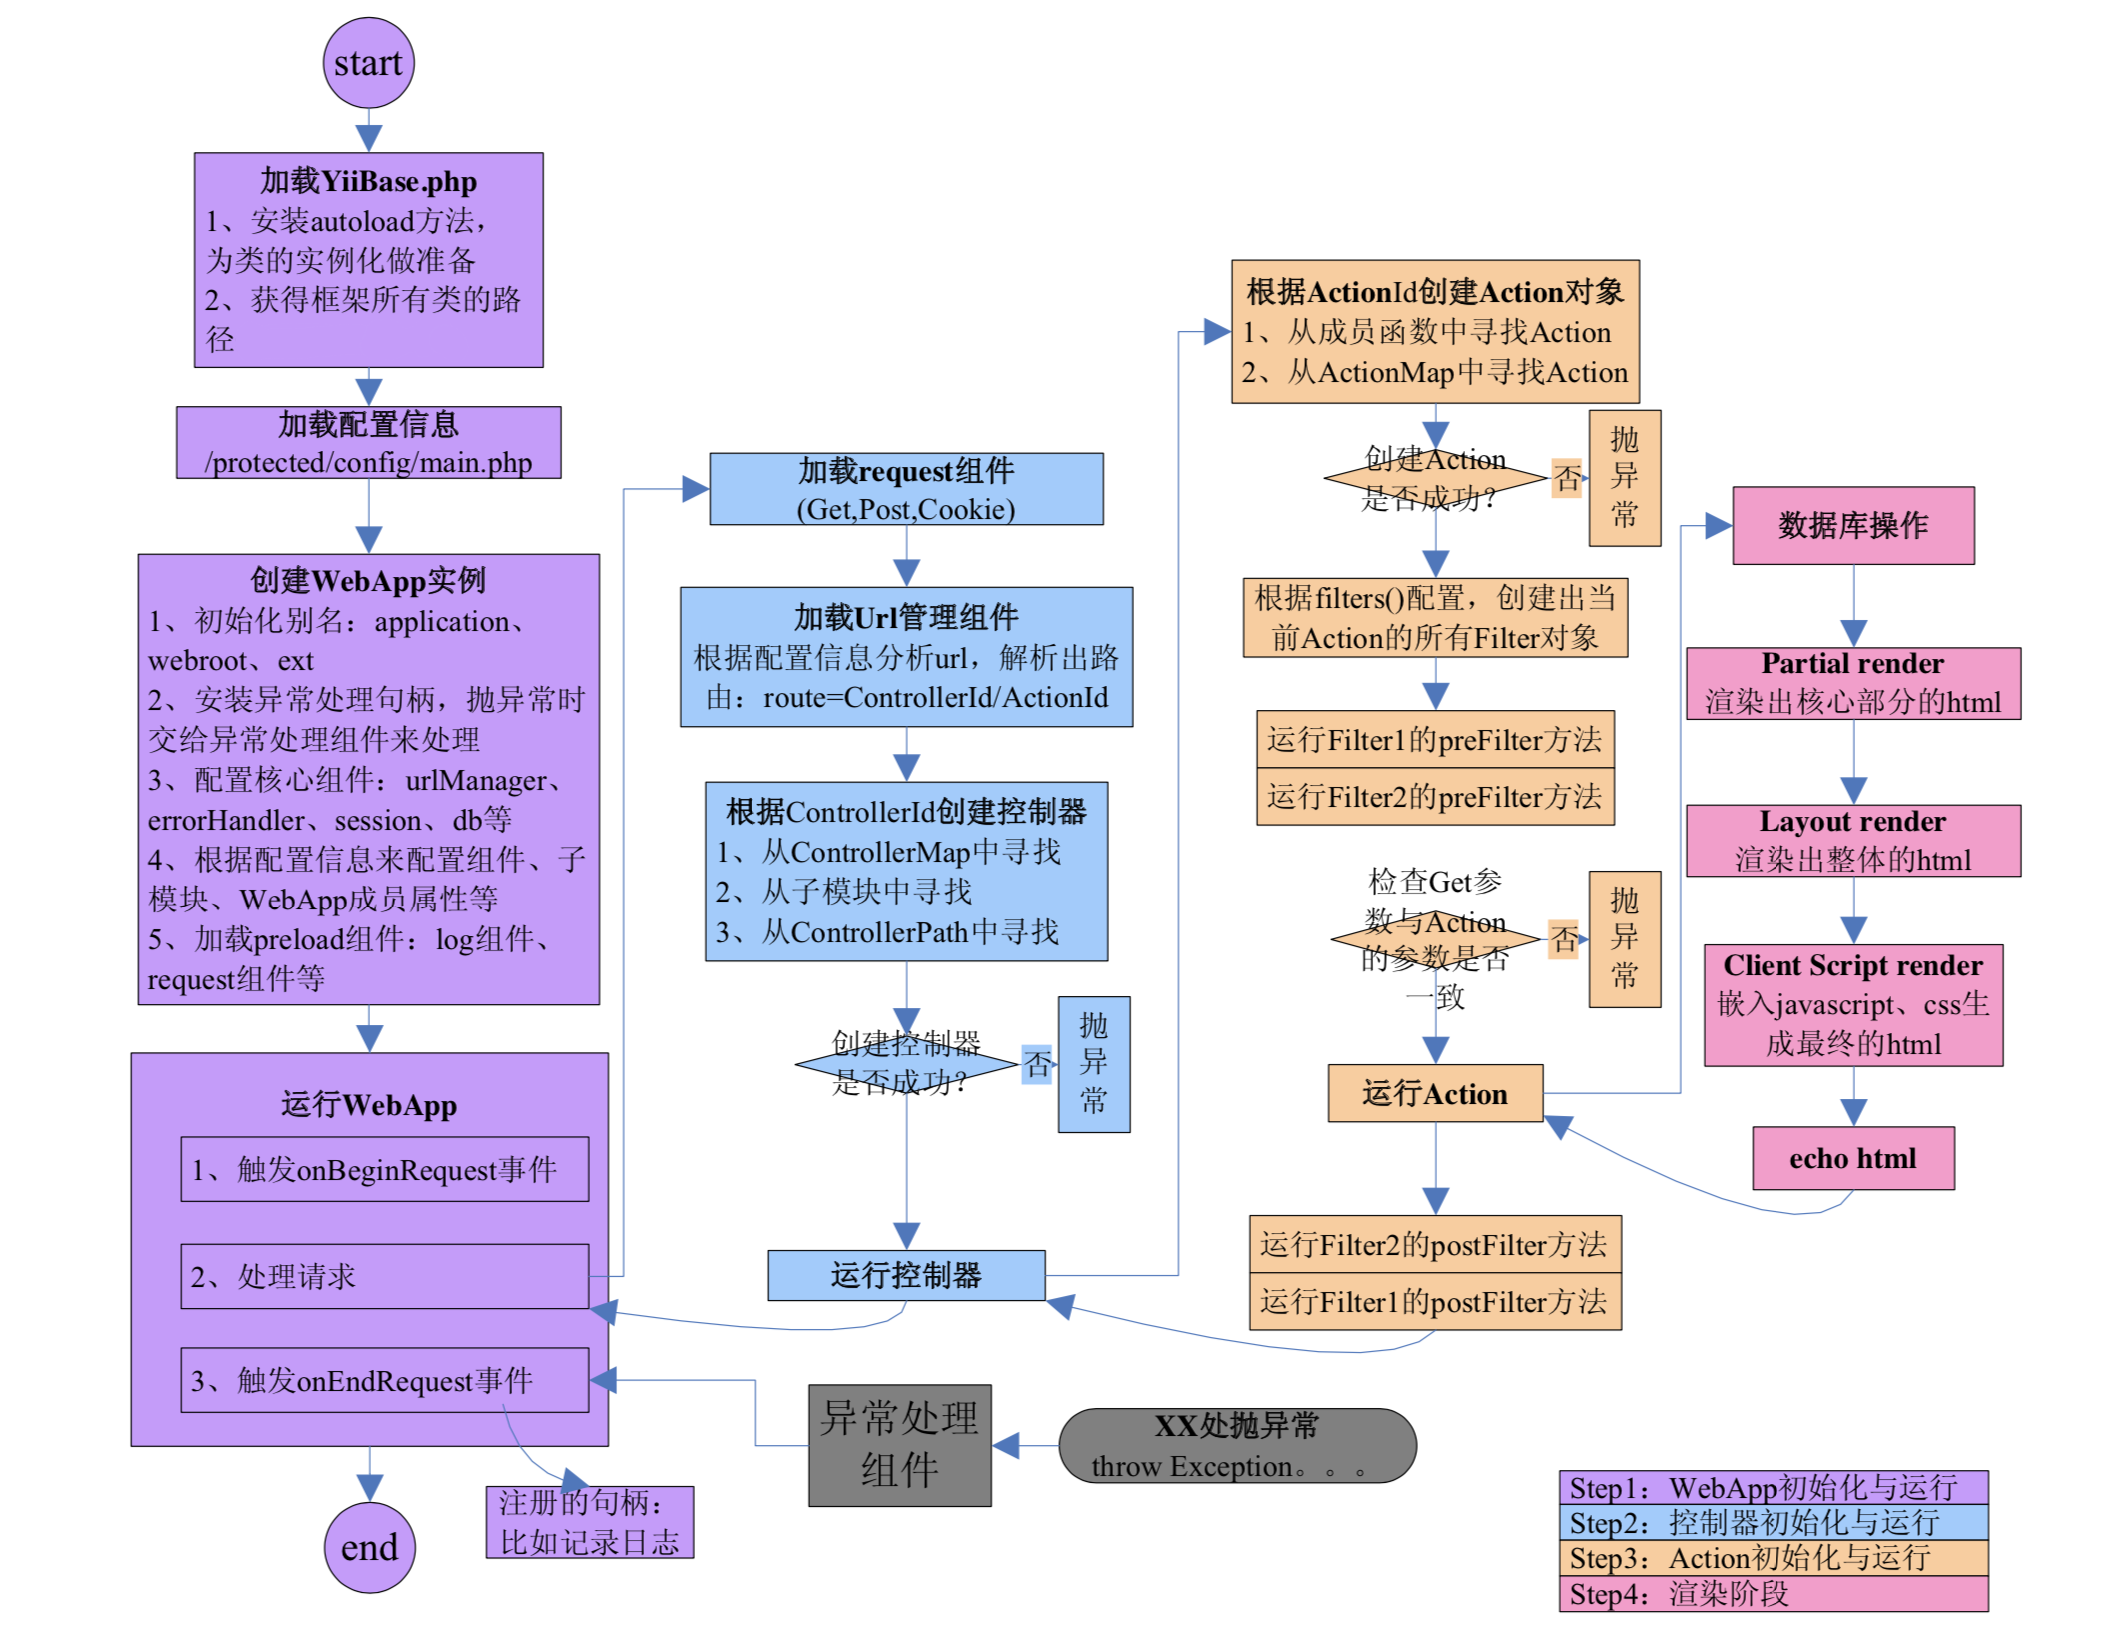 start
加载YiiBase.php
1、安装autoload方法，
为类的实例化做准备
2、获得框架所有类的路
径
加载配置信息
/protected/config/main.php
创建WebApp实例
1、初始化别名：application、
webroot、ext
2、安装异常处理句柄，抛异常时
交给异常处理组件来处理
3、配置核心组件：urlManager、
errorHandler、session、db等
4、根据配置信息来配置组件、子
模块、WebApp成员属性等
5、加载preload组件：log组件、
request组件等
运行WebApp
1、触发onBeginRequest事件
2、处理请求
3、触发onEndRequest事件
end
注册的句柄：
比如记录日志
加载request组件
(Get,Post,Cookie)
加载Url管理组件
根据配置信息分析url，解析出路
由：route=ControllerId/ActionId
根据ControllerId创建控制器
1、从ControllerMap中寻找
2、从子模块中寻找
3、从ControllerPath中寻找
创建控制器
是否成功？
否
抛
异
常
运行控制器
异常处理
组件
XX处抛异常
throw Exception。。。
根据ActionId创建Action对象
1、从成员函数中寻找Action
2、从ActionMap中寻找Action
创建Action
是否成功？
否
抛
异
常
根据filters()配置，创建出当
前Action的所有Filter对象
运行Filter1的preFilter方法
运行Filter2的preFilter方法
检查Get参
数与Action
的参数是否
一致
否
抛
异
常
运行Action
运行Filter2的postFilter方法
运行Filter1的postFilter方法
数据库操作
Partial render
渲染出核心部分的html
Layout render
渲染出整体的html
Client Script render
嵌入javascript、css生
成最终的html
echo html
Step1：WebApp初始化与运行
Step2：控制器初始化与运行
Step3：Action初始化与运行
Step4：渲染阶段